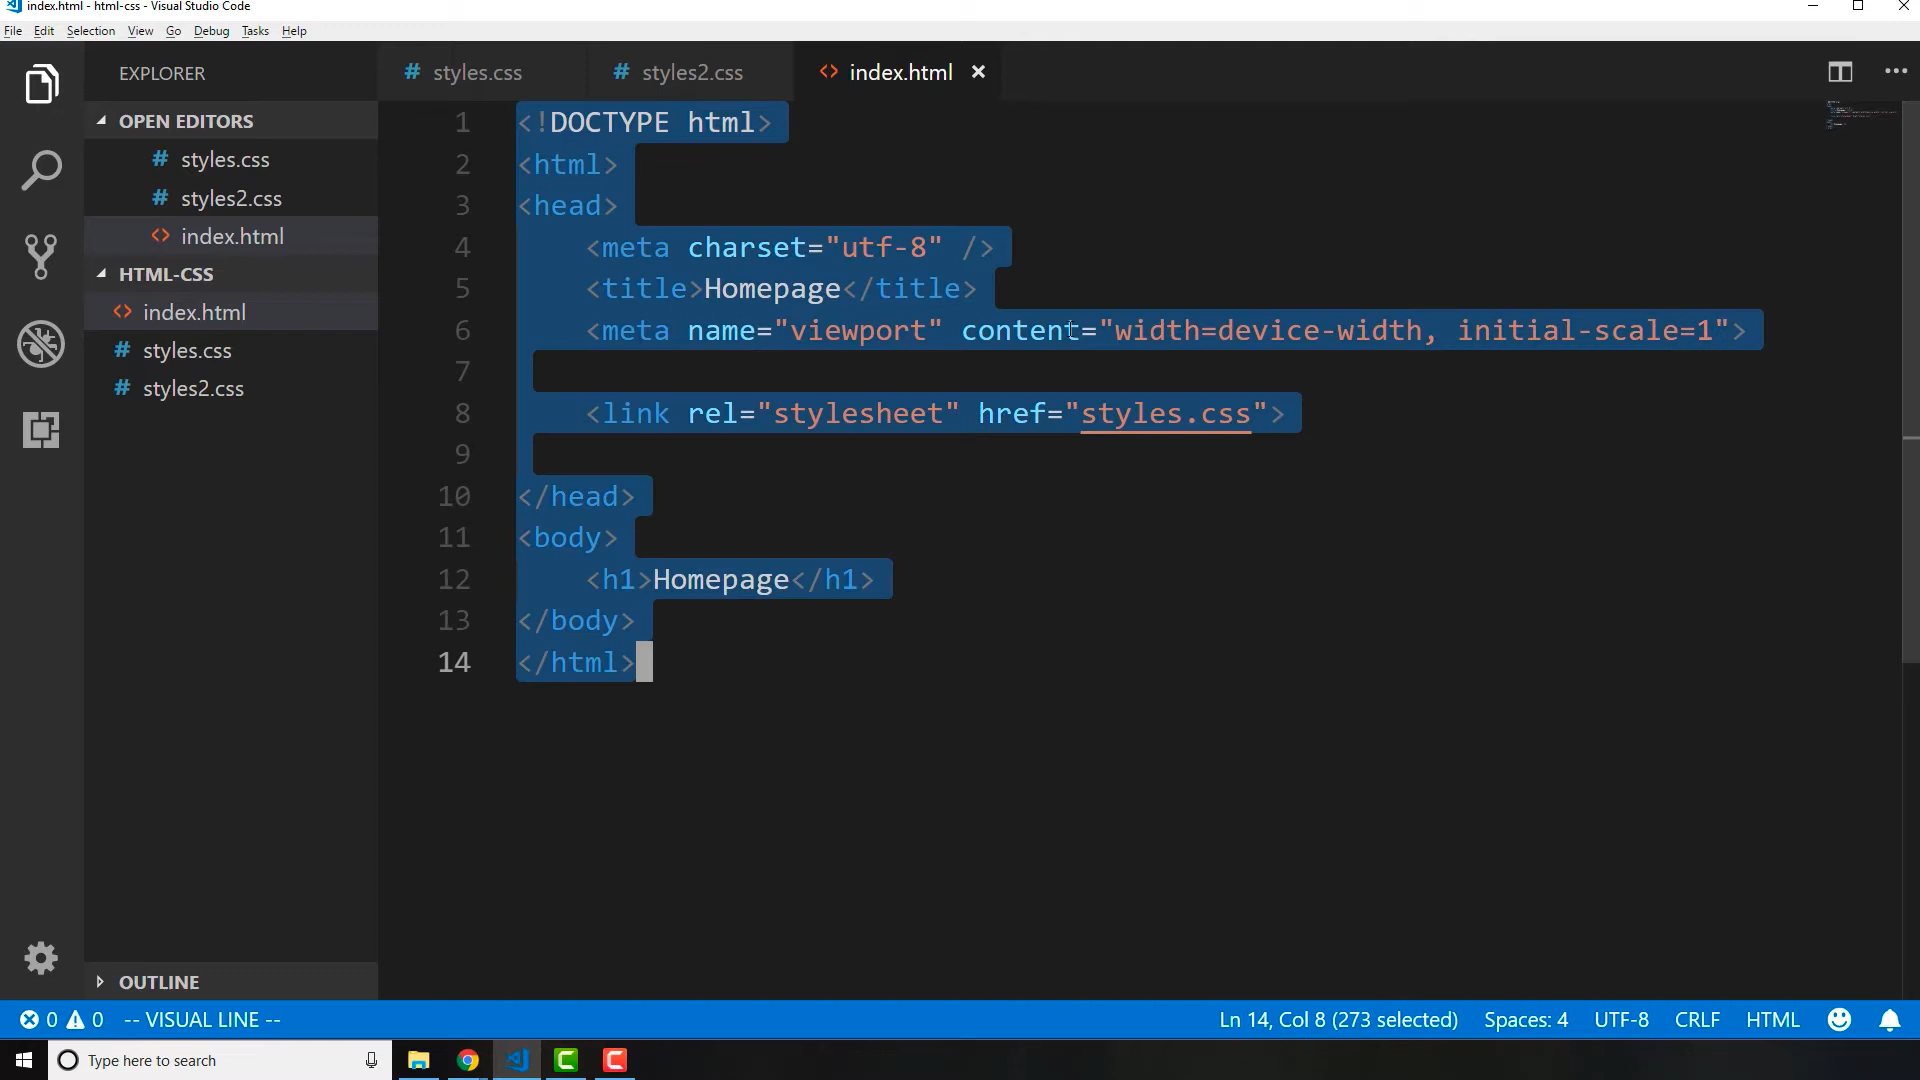 index.html - html-css - Visual Studio Code
File Edit Selection View Go Debug Tasks Help
EXPLORER
OPEN EDITORS
# styles.css
# styles2.css
<> index.html
HTML-CSS
<> index.html
# styles.css
# styles2.css
OUTLINE
# styles.css # styles2.css <> index.html ×
1 <!DOCTYPE html>
2 <html>
3 <head>
4 <meta charset="utf-8" />
5 <title>Homepage</title>
6 <meta name="viewport" content="width=device-width, initial-scale=1">
7
8 <link rel="stylesheet" href="styles.css">
9
10 </head>
11 <body>
12 <h1>Homepage</h1>
13 </body>
14 </html>
0 0 -- VISUAL LINE -- Ln 14, Col 8 (273 selected) Spaces: 4 UTF-8 CRLF HTML
Type here to search